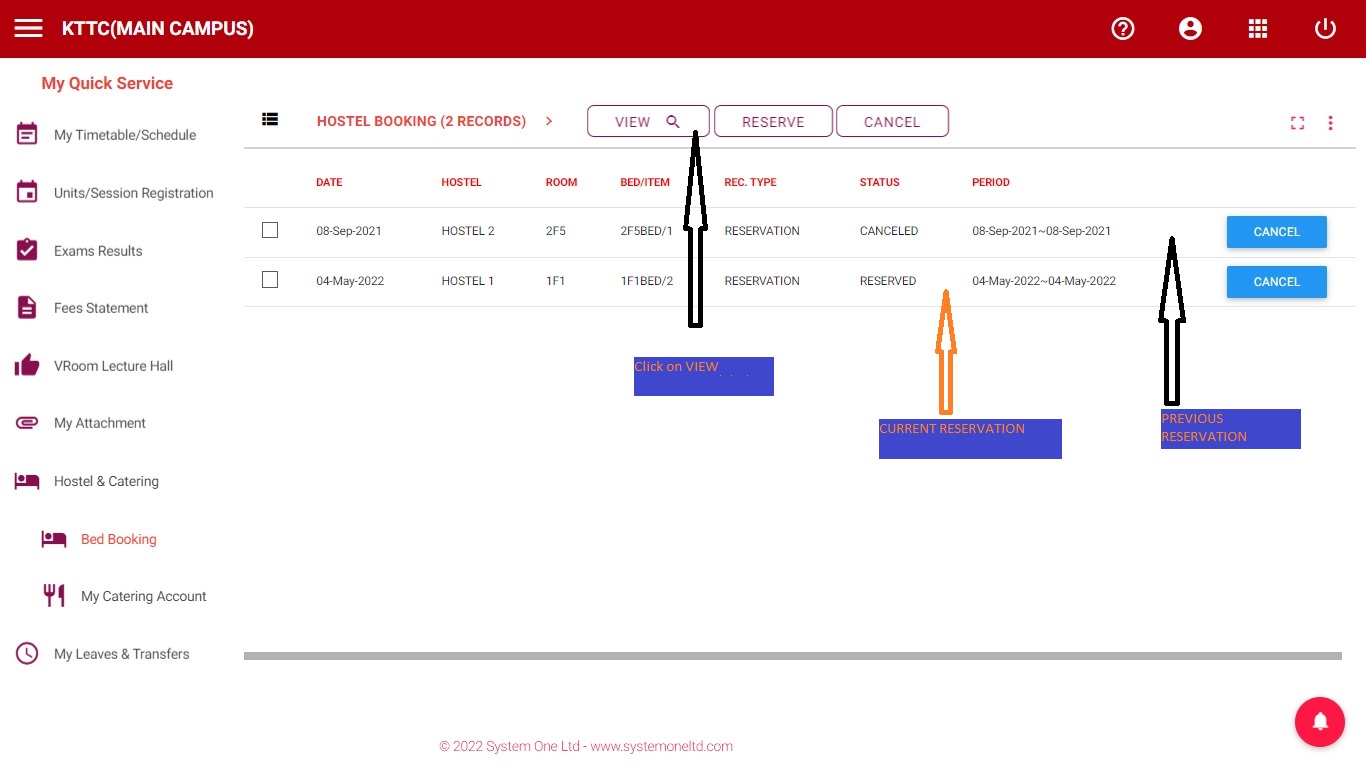 KTTC(MAIN CAMPUS)
My Quick Service
My Timetable/Schedule
Units/Session Registration
Exams Results
Fees Statement
VRoom Lecture Hall
My Attachment
Hostel & Catering
Bed Booking
My Catering Account
My Leaves & Transfers
HOSTEL BOOKING (2 RECORDS) > VIEW RESERVE CANCEL
DATE HOSTEL ROOM BED/ITEM REC. TYPE STATUS PERIOD
08-Sep-2021 HOSTEL 2 2F5 2F5BED/1 RESERVATION CANCELED 08-Sep-2021~08-Sep-2021 CANCEL
04-May-2022 HOSTEL 1 1F1 1F1BED/2 RESERVATION RESERVED 04-May-2022~04-May-2022 CANCEL
Click on VIEW
CURRENT RESERVATION
PREVIOUS
RESERVATION
© 2022 System One Ltd - www.systemoneltd.com